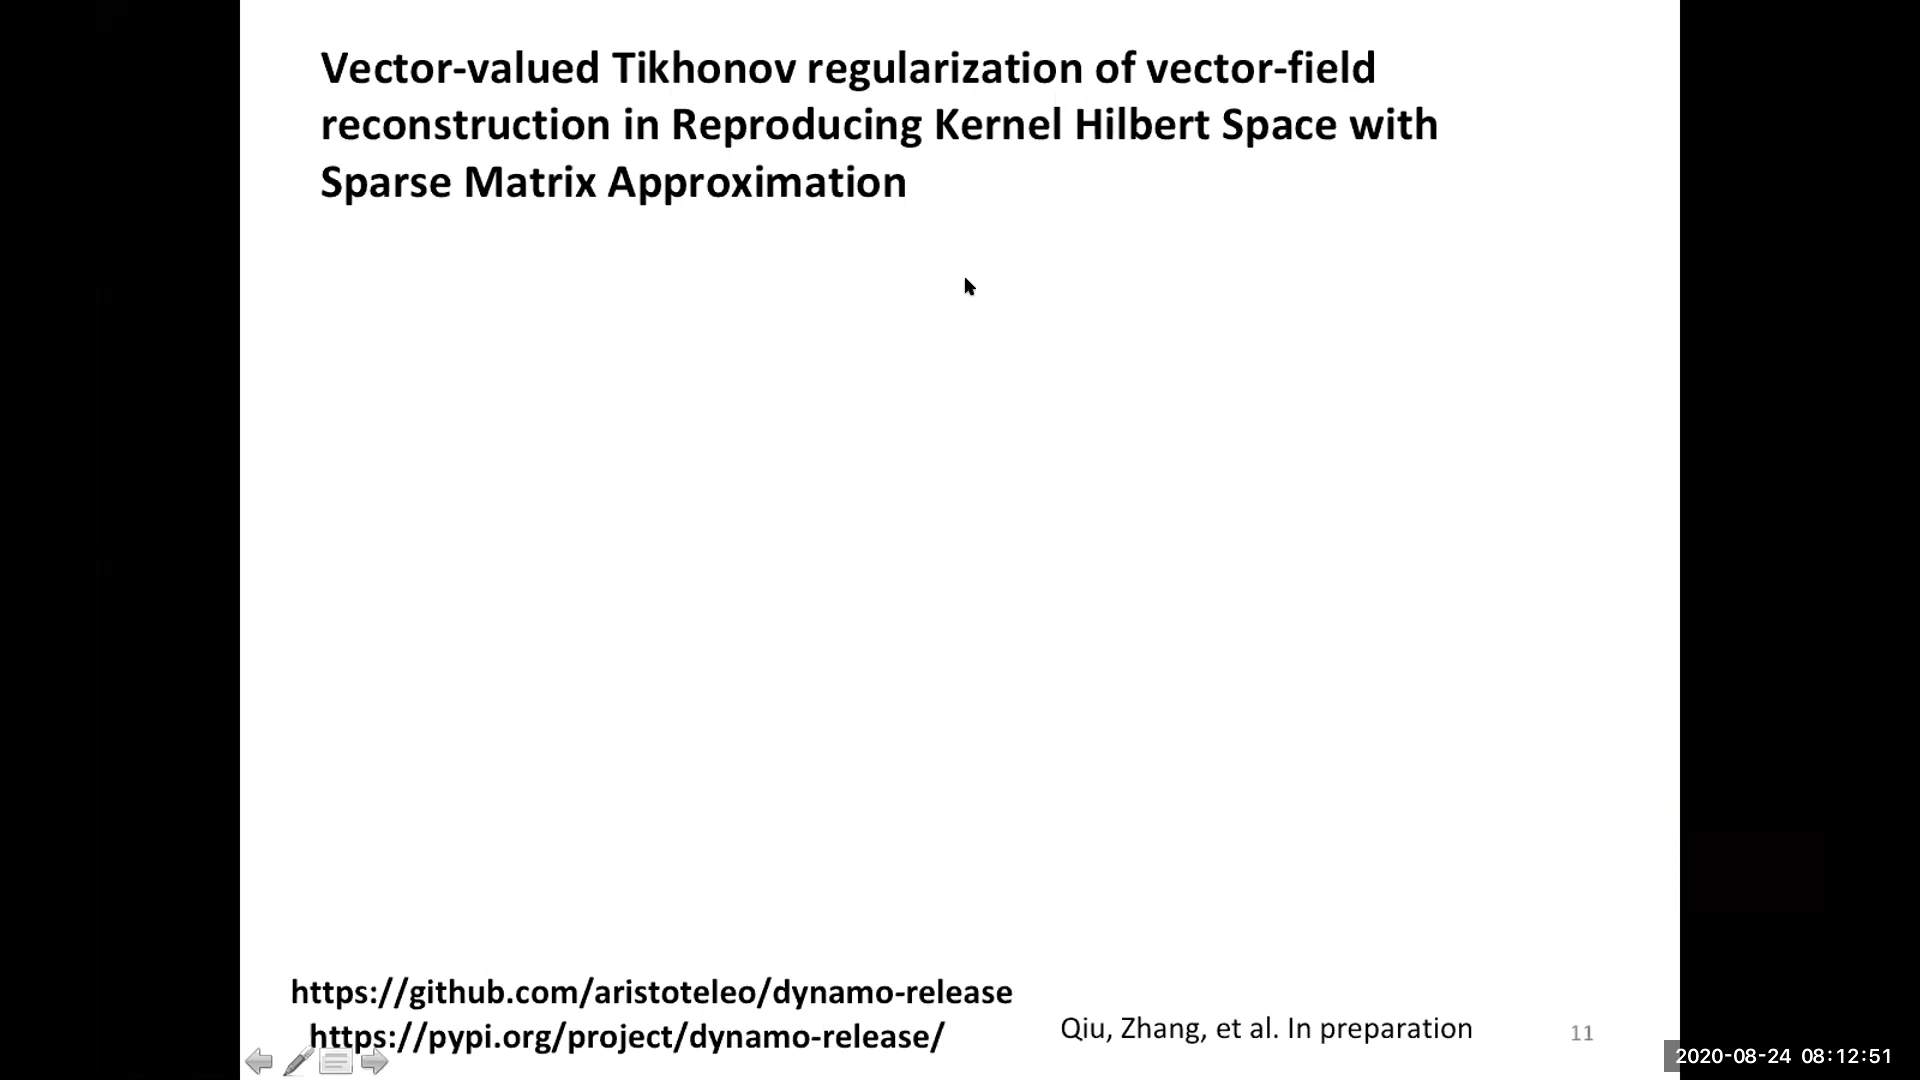 Vector-valued Tikhonov regularization of vector-field
reconstruction in Reproducing Kernel Hilbert Space with
Sparse Matrix Approximation
https://github.com/aristoteleo/dynamo-release
https://pypi.org/project/dynamo-release/
Qiu, Zhang, et al. In preparation
11
2020-08-24 08:12:51